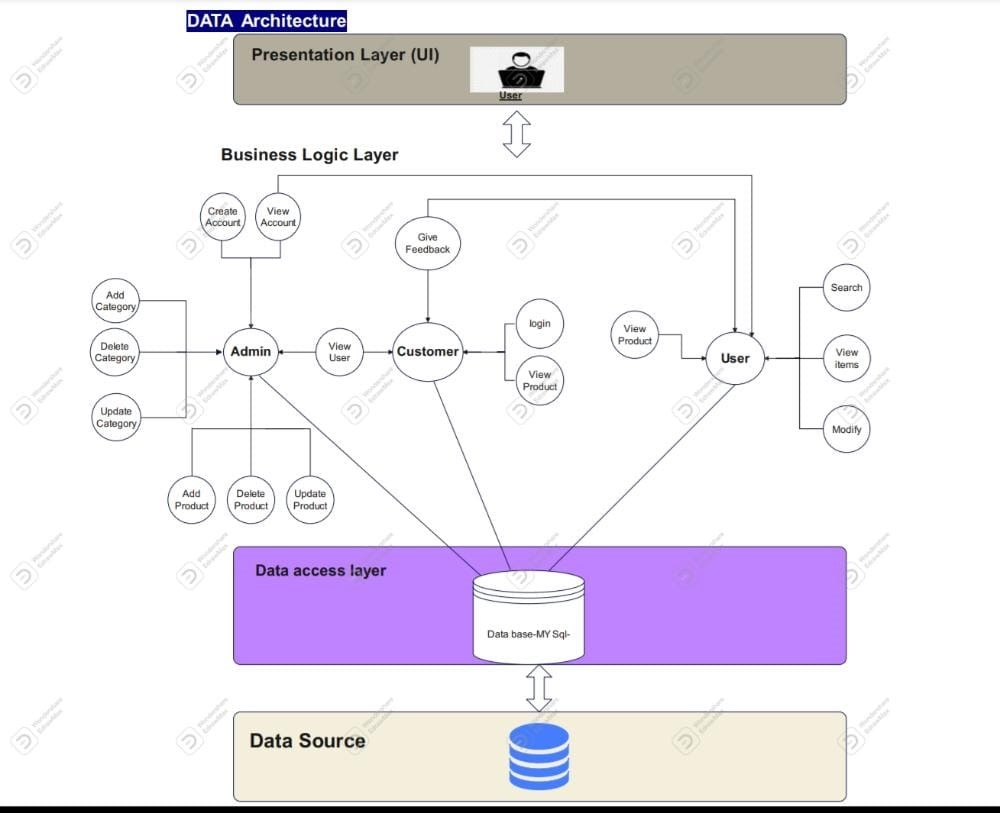 DATA Architecture
Presentation Layer (UI)
User
Business Logic Layer
Create
Account
View
Account
Give
Feedback
Add
Category
Delete
Category
Update
Category
Admin
View
User
Customer
login
View
Product
View
Product
User
Search
View
items
Modify
Add
Product
Delete
Product
Update
Product
Data access layer
Data base-MY Sql-
Data Source
Wondershare
EdrawMax